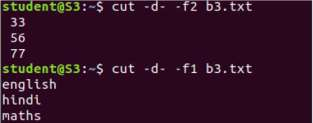 student@S3:~$ cut -d- -f2 b3.txt
 33
 56
 77
student@S3:~$ cut -d- -f1 b3.txt
english
hindi
maths